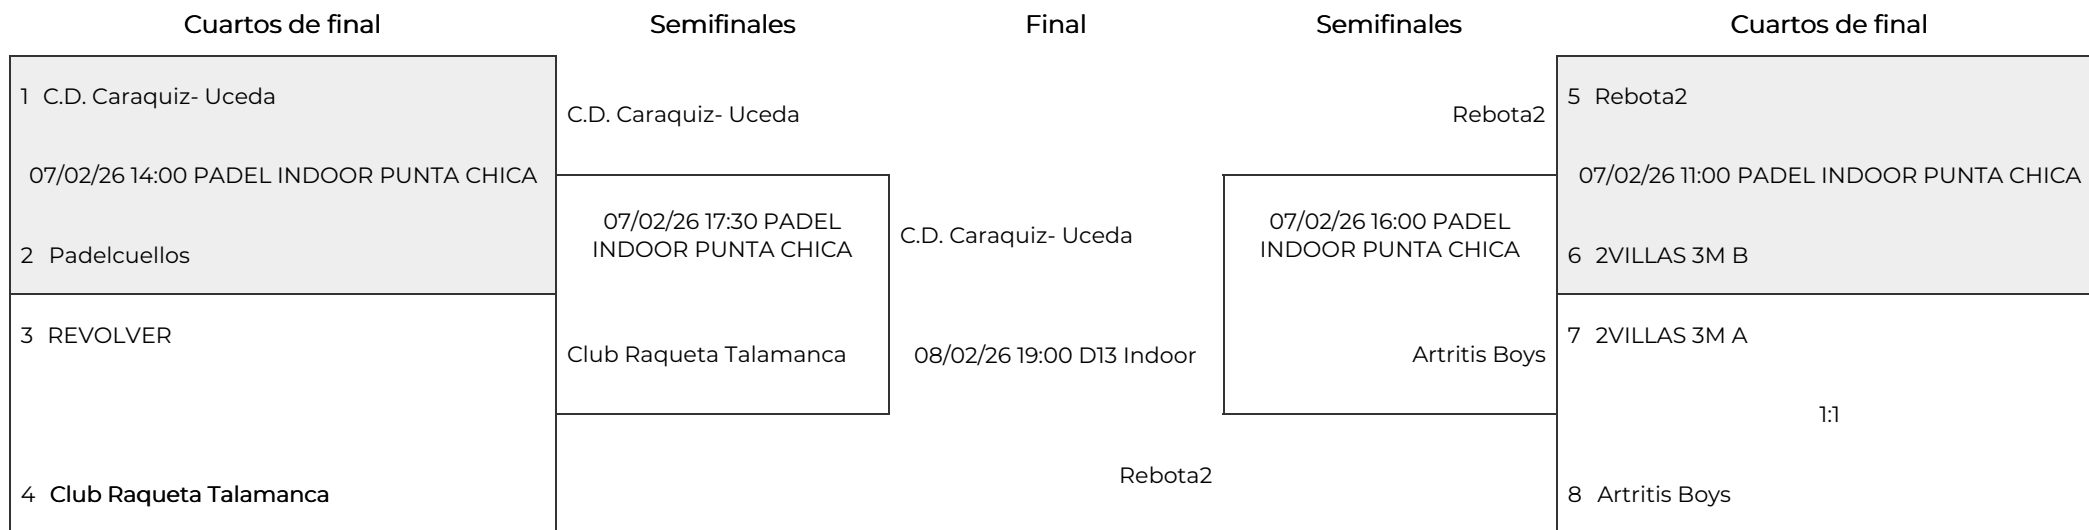 Cuartos de final
Semifinales
Final
Semifinales
Cuartos de final
1 C.D. Caraquiz- Uceda
07/02/26 14:00 PADEL INDOOR PUNTA CHICA
2 Padelcuellos
3 REVOLVER
4 Club Raqueta Talamanca
C.D. Caraquiz- Uceda
07/02/26 17:30 PADEL
INDOOR PUNTA CHICA
Club Raqueta Talamanca
C.D. Caraquiz- Uceda
08/02/26 19:00 D13 Indoor
Rebota2
Rebota2
07/02/26 16:00 PADEL
INDOOR PUNTA CHICA
Artritis Boys
5 Rebota2
07/02/26 11:00 PADEL INDOOR PUNTA CHICA
6 2VILLAS 3M B
7 2VILLAS 3M A
1:1
8 Artritis Boys